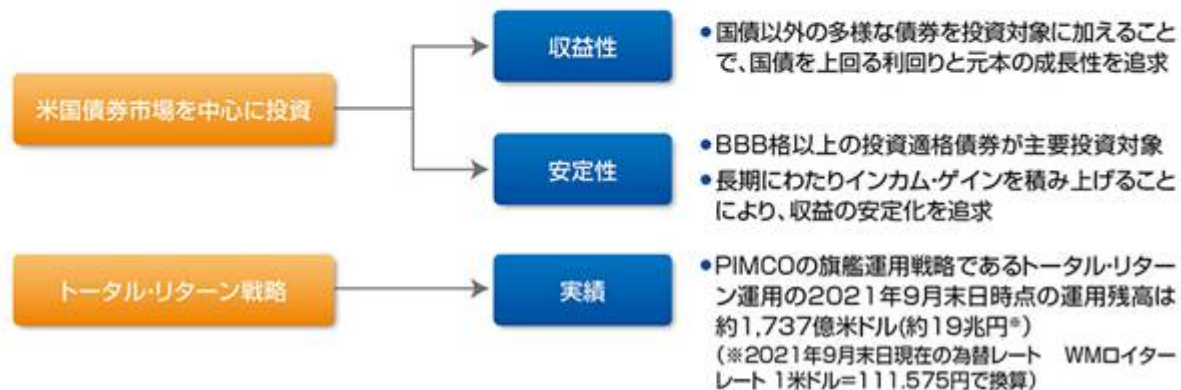 米国債券市場を中心に投資
収益性
●国債以外の多様な債券を投資対象に加えること
で、国債を上回る利回りと元本の成長性を追求
安定性
●BBB格以上の投資適格債券が主要投資対象
●長期にわたりインカム・ゲインを積み上げること
により、収益の安定化を追求
トータル・リターン戦略
実績
●PIMCOの旗艦運用戦略であるトータル・リター
ン運用の2021年9月末日時点の運用残高は
約1,737億米ドル(約19兆円※)
(※2021年9月末日現在の為替レート　WMロイター
レート 1米ドル=111.575円で換算)